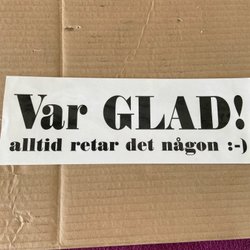 Var GLAD!
alltid retar det någon :-)